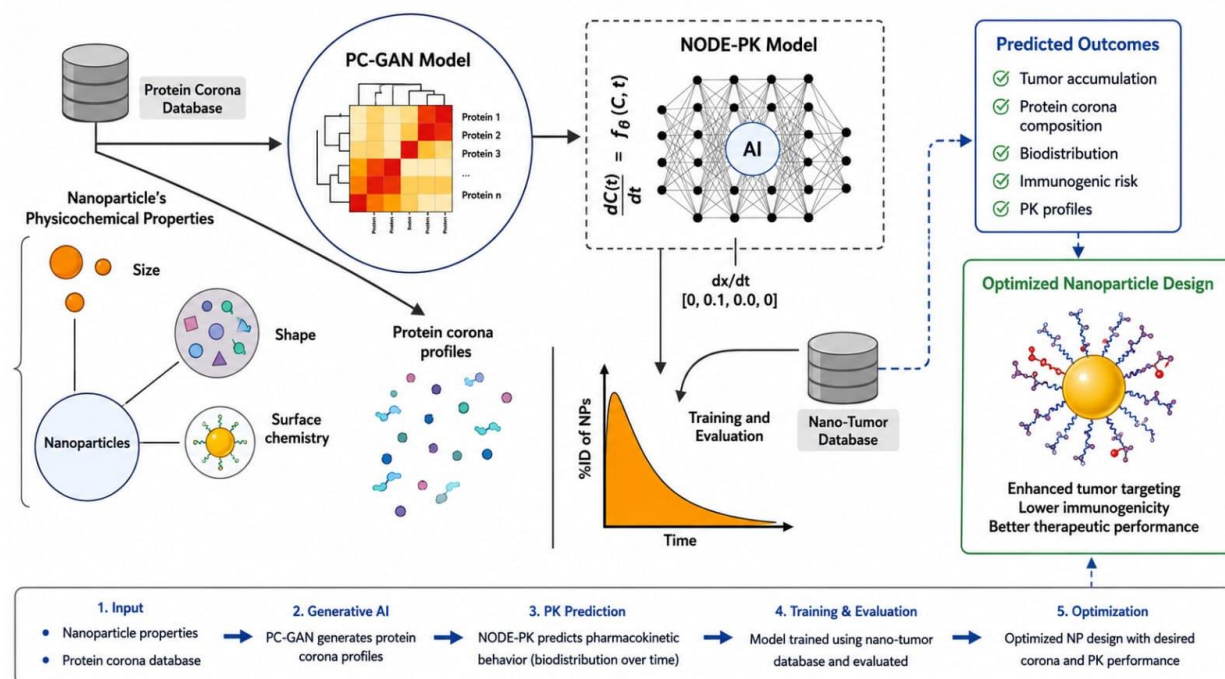 Protein Corona
Database
PC-GAN Model
Protein 1
Protein 2
Protein 3
...
Protein n
Protein
Protein
Protein
Protein
NODE-PK Model
dC(t)
dt
= fθ (C, t)
AI
dx/dt
[0, 0.1, 0.0, 0]
Predicted Outcomes
Tumor accumulation
Protein corona
composition
Biodistribution
Immunogenic risk
PK profiles
Nanoparticle's
Physicochemical Properties
Size
Shape
Surface
chemistry
Nanoparticles
Protein corona
profiles
%ID of NPs
Time
Training and
Evaluation
Nano-Tumor
Database
Optimized Nanoparticle Design
Enhanced tumor targeting
Lower immunogenicity
Better therapeutic performance
1. Input
• Nanoparticle properties
• Protein corona database
2. Generative AI
PC-GAN generates protein
corona profiles
3. PK Prediction
NODE-PK predicts pharmacokinetic
behavior (biodistribution over time)
4. Training & Evaluation
Model trained using nano-tumor
database and evaluated
5. Optimization
Optimized NP design with desired
corona and PK performance